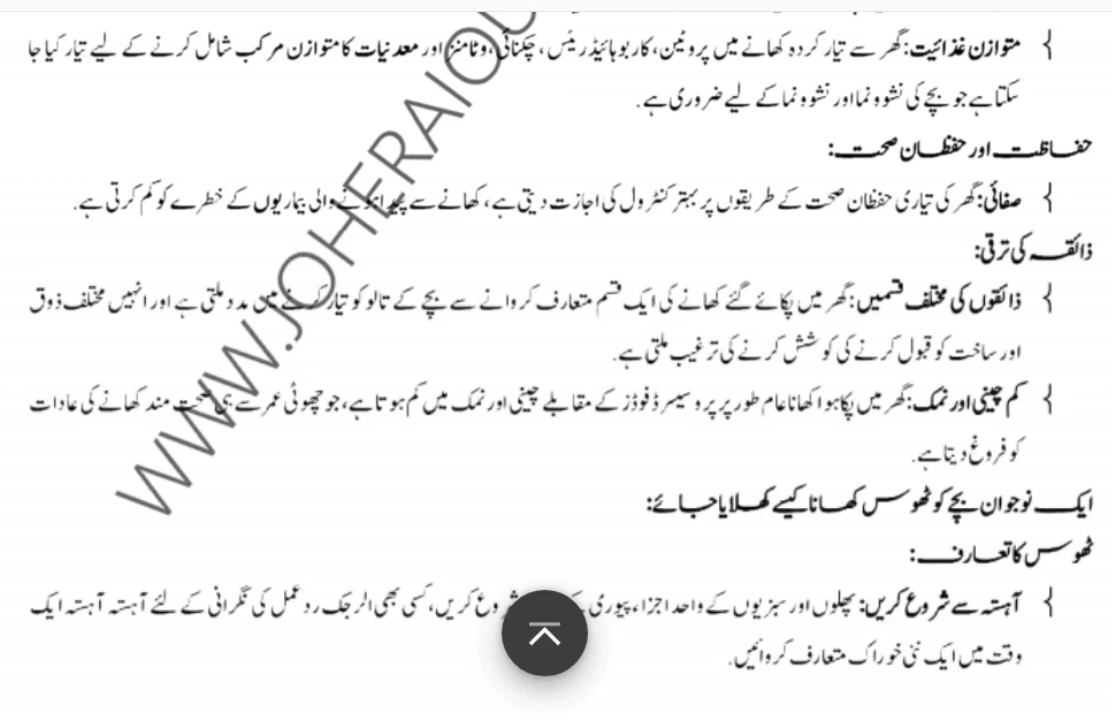 متوازن غذائیت: گھر سے تیار کردہ کھانے میں پروٹین، کاربوہائیڈریٹس، چکنائی، وٹامنز اور معدنیات کا متوازن مرکب شامل کرنے کے لیے تیار کیا جا
سکتا ہے جو بچے کی نشوونما اور نشوونما کے لیے ضروری ہے.
حفاظت اور حفظان صحت:
صفائی: گھر کی تیاری حفظان صحت کے طریقوں پر بہتر کنٹرول کی اجازت دیتی ہے، کھانے سے پیدا ہونے والی بیماریوں کے خطرے کو کم کرتی ہے.
ذائقہ کی ترقی:
ذائقوں کی مختلف قسمیں: گھر میں پکائے گئے کھانے کی ایک قسم متعارف کروانے سے بچے کے تالو کو تیار کرنے میں مدد ملتی ہے اور انہیں مختلف ذوق
اور ساخت کو قبول کرنے کی کوشش کرنے کی ترغیب ملتی ہے.
کم چینی اور نمک: گھر میں پکا ہوا کھانا عام طور پر پروسیسرڈ فوڈز کے مقابلے چینی اور نمک میں کم ہوتا ہے، جو چھوٹی عمر سے ہی صحت مند کھانے کی عادات
کو فروغ دیتا ہے.
ایک نوجوان بچے کو ٹھوس کھانا کیسے کھلایا جائے:
ٹھوس کا تعارف:
آہستہ سے شروع کریں: پھلوں اور سبزیوں کے واحد اجزاء پیوری شروع کریں، کسی بھی الرجک رد عمل کی نگرانی کے لئے آہستہ آہستہ ایک
وقت میں ایک نئی خوراک متعارف کروائیں.
WWW.JOHERAIOU